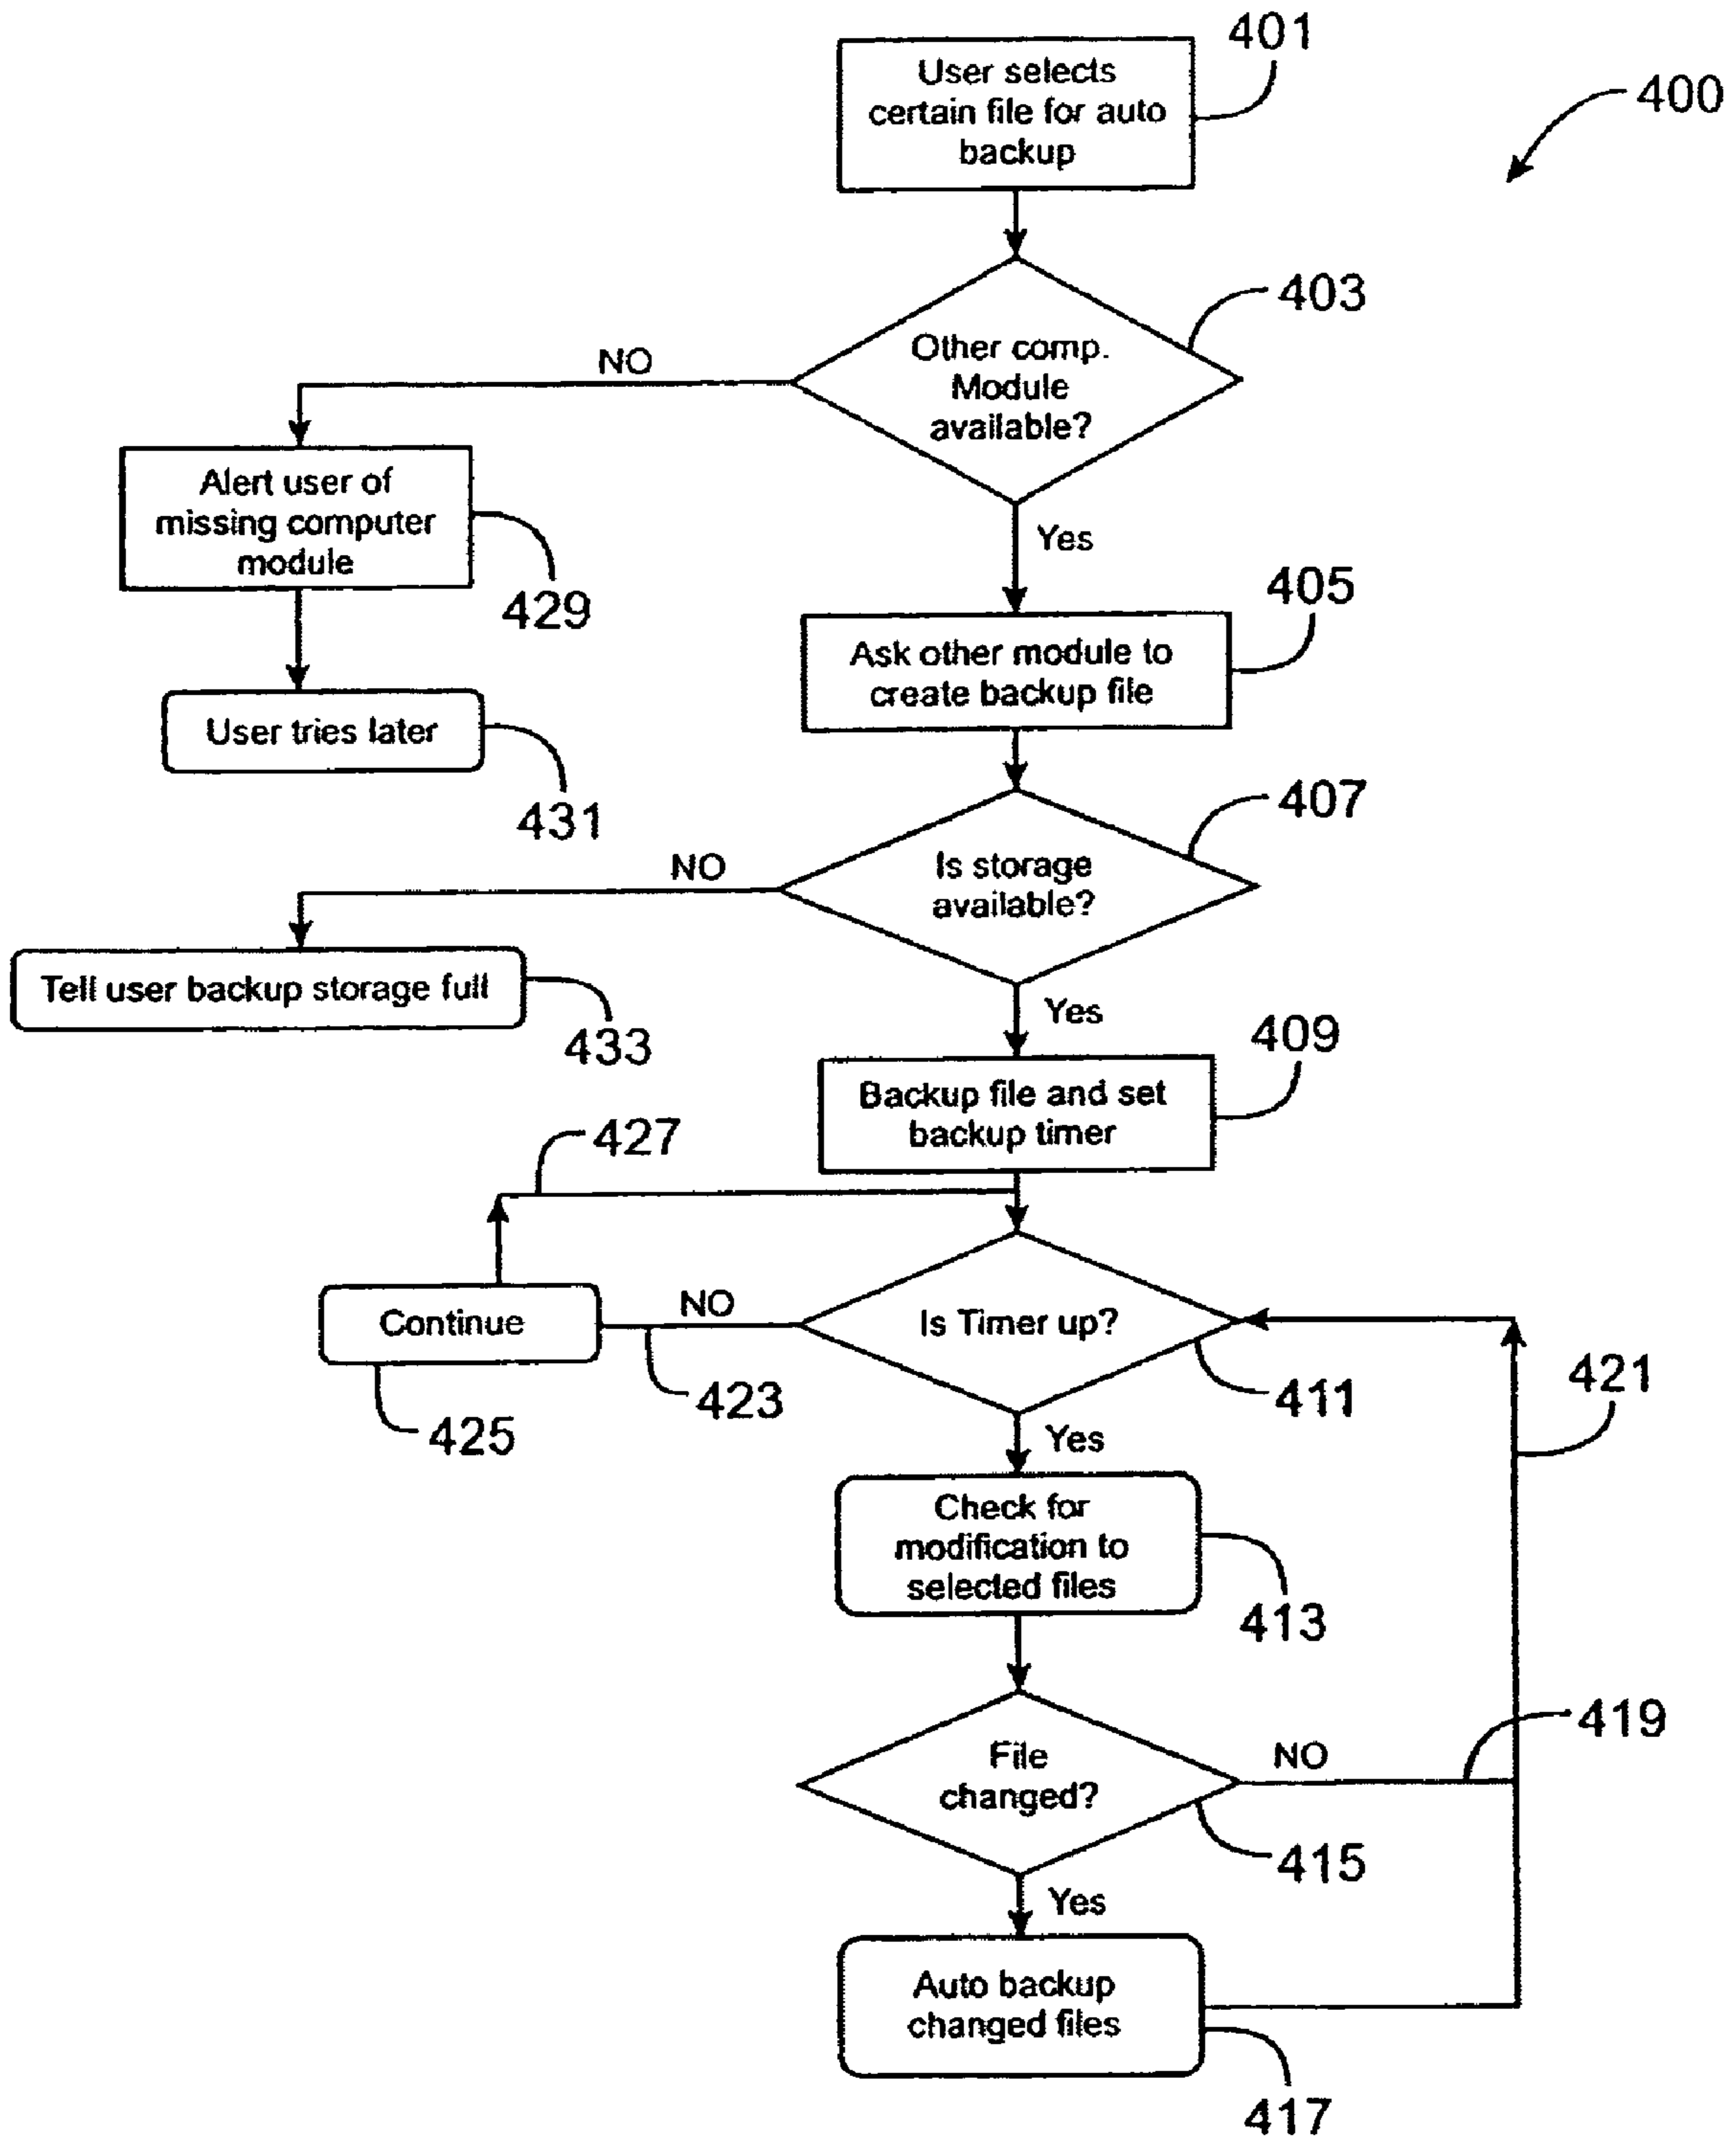 401
User selects
certain file for auto
backup
400
403
Other comp.
Module
available?
NO
Yes
Alert user of
missing computer
module
429
405
Ask other module to
create backup file
User tries later
431
407
Is storage
available?
NO
Yes
Tell user backup storage full
433
409
Backup file and set
backup timer
427
Is Timer up?
NO
Continue
423
425
411
421
Yes
Check for
modification to
selected files
413
419
File
changed?
NO
415
Yes
Auto backup
changed files
417